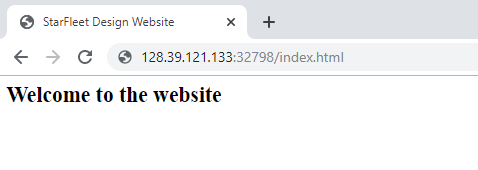 StarFleet Design Website
128.39.121.133:32798/index.html
Welcome to the website